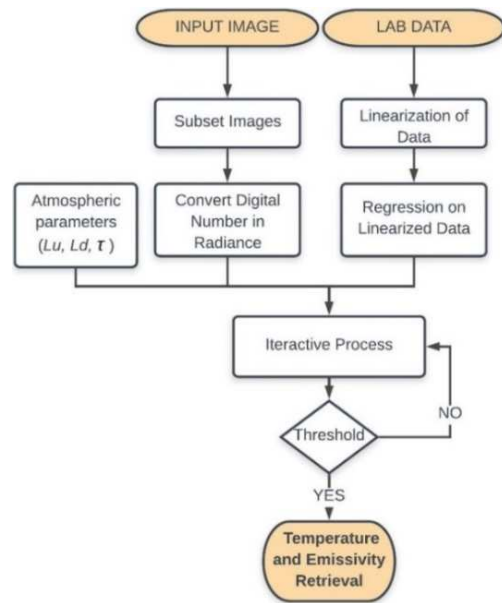 INPUT IMAGE
LAB DATA
Subset Images
Linearization of
Data
Atmospheric
parameters
(Lu, Ld, τ )
Convert Digital
Number in
Radiance
Regression on
Linearized Data
Iteractive Process
NO
Threshold
YES
Temperature
and Emissivity
Retrieval